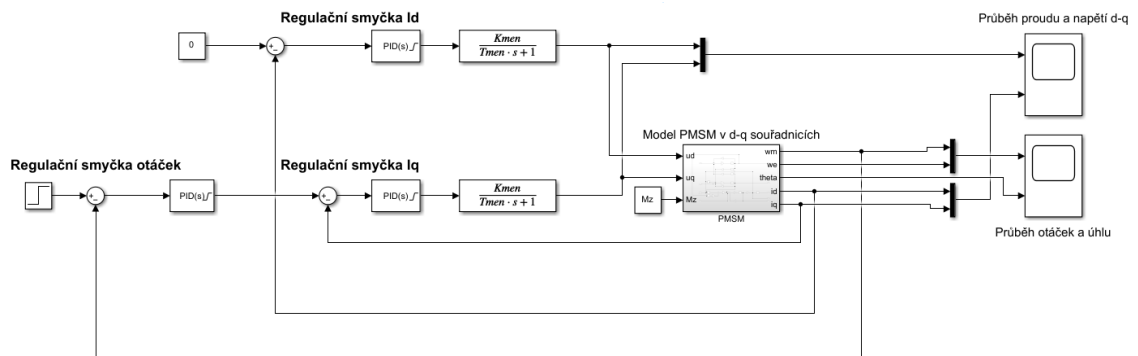 Regulační smyčka Id
Průběh proudu a napětí d-q
0
+
−
PID(s)
Kmen
Tmen · s + 1
Model PMSM v d-q souřadnicích
Regulační smyčka otáček
Regulační smyčka Iq
+
−
PID(s)
+
−
PID(s)
Kmen
Tmen · s + 1
Mz
ud
uq
Mz
wm
we
theta
id
iq
PMSM
Průběh otáček a úhlu